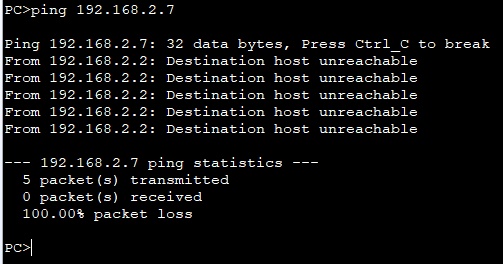 PC>ping 192.168.2.7
Ping 192.168.2.7: 32 data bytes, Press Ctrl_C to break
From 192.168.2.2: Destination host unreachable
From 192.168.2.2: Destination host unreachable
From 192.168.2.2: Destination host unreachable
From 192.168.2.2: Destination host unreachable
From 192.168.2.2: Destination host unreachable
--- 192.168.2.7 ping statistics ---
5 packet(s) transmitted
0 packet(s) received
100.00% packet loss
PC>